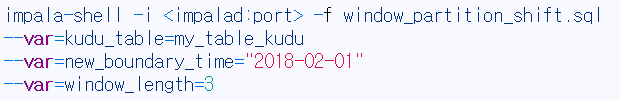 impala-shell -i <impalad:port> -f window_partition_shift.sql
--var=kudu_table=my_table_kudu
--var=new_boundary_time="2018-02-01"
--var=window_length=3